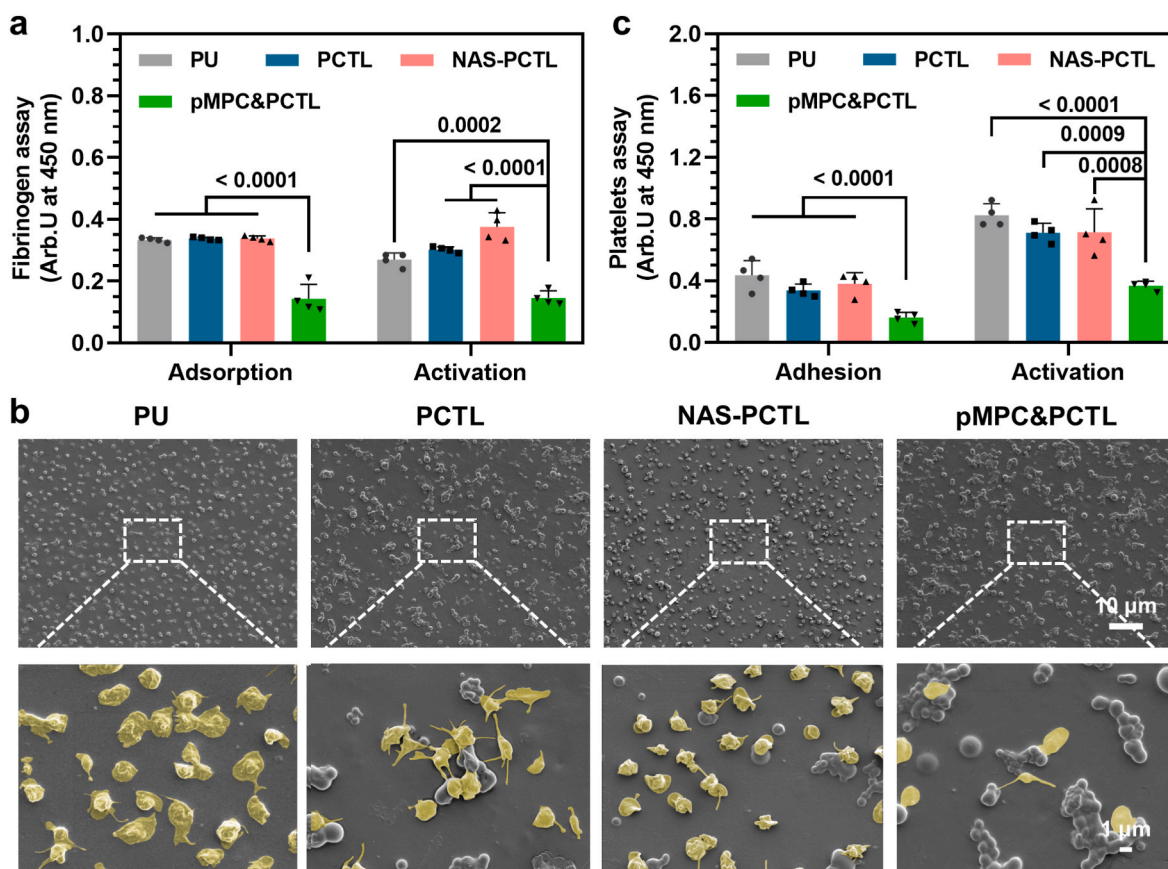 a
Fibrinogen assay
(Arb.U at 450 nm)
1.0
0.8
0.6
0.4
0.2
0.0
PU
PCTL
NAS-PCTL
pMPC&PCTL
< 0.0001
0.0002
< 0.0001
Adsorption
Activation
c
Platelets assay
(Arb.U at 450 nm)
2.0
1.6
1.2
0.8
0.4
0.0
PU
PCTL
NAS-PCTL
pMPC&PCTL
< 0.0001
< 0.0001
0.0009
0.0008
Adhesion
Activation
b
PU
PCTL
NAS-PCTL
pMPC&PCTL
10 μm
1 μm